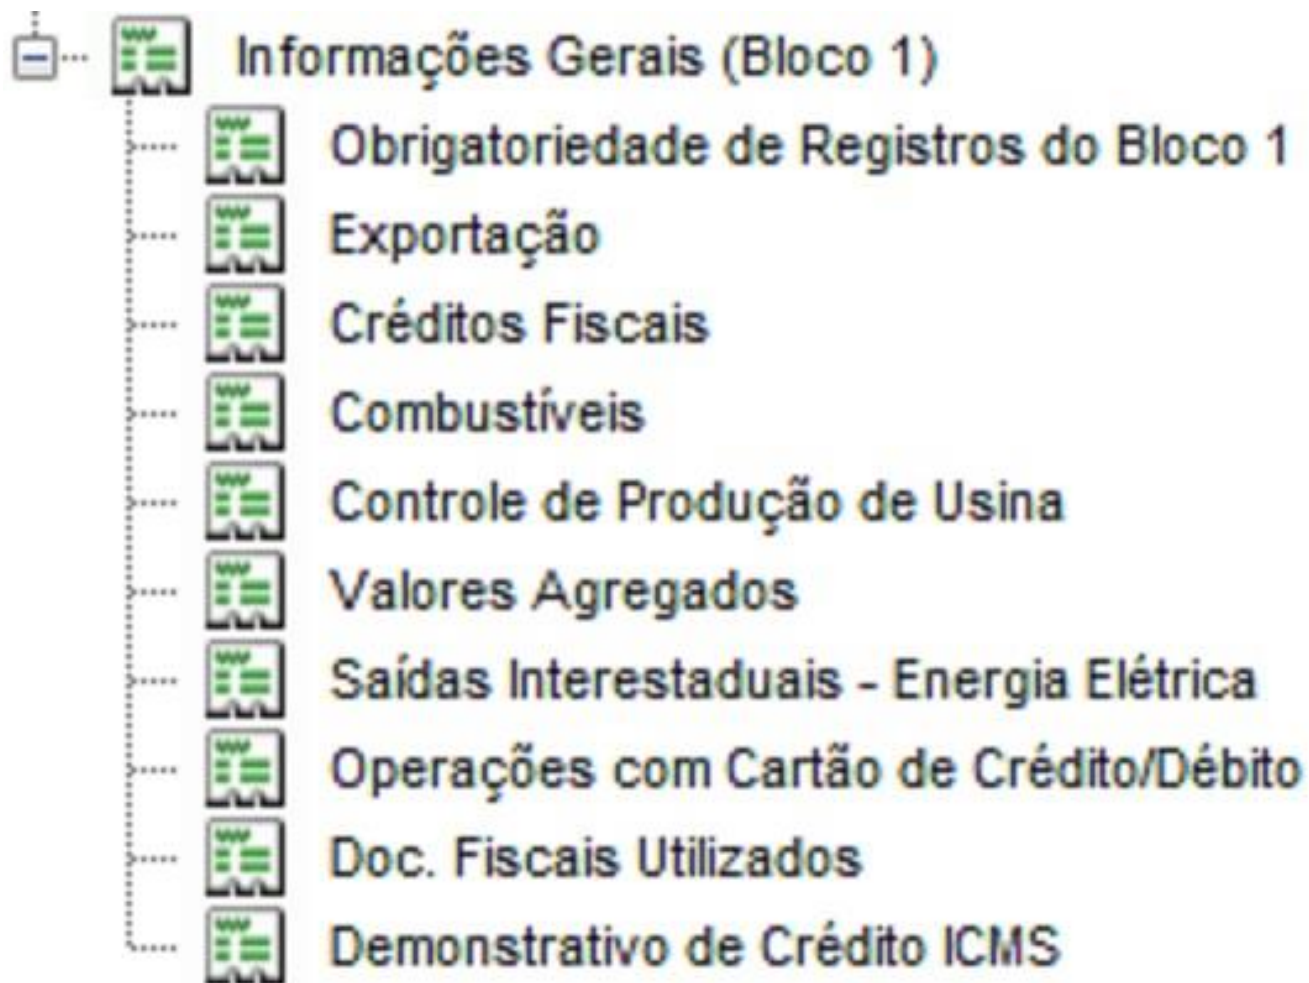 Informações Gerais (Bloco 1)
Obrigatoriedade de Registros do Bloco 1
Exportação
Créditos Fiscais
Combustíveis
Controle de Produção de Usina
Valores Agregados
Saídas Interestaduais - Energia Elétrica
Operações com Cartão de Crédito/Débito
Doc. Fiscais Utilizados
Demonstrativo de Crédito ICMS